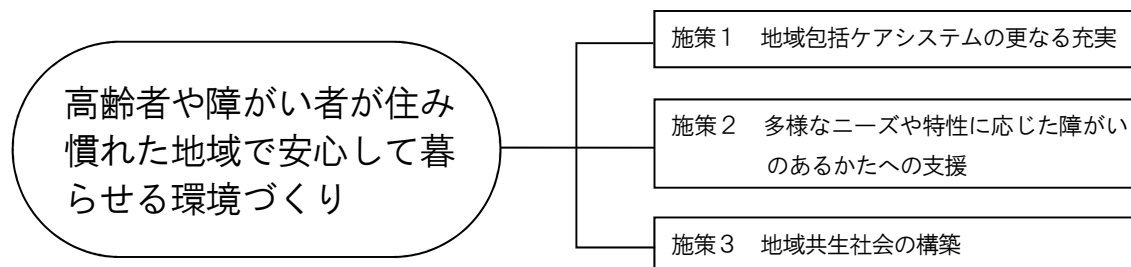 高齢者や障がい者が住み
慣れた地域で安心して暮
らせる環境づくり
施策1　地域包括ケアシステムの更なる充実
施策2　多様なニーズや特性に応じた障がい
のあるかたへの支援
施策3　地域共生社会の構築